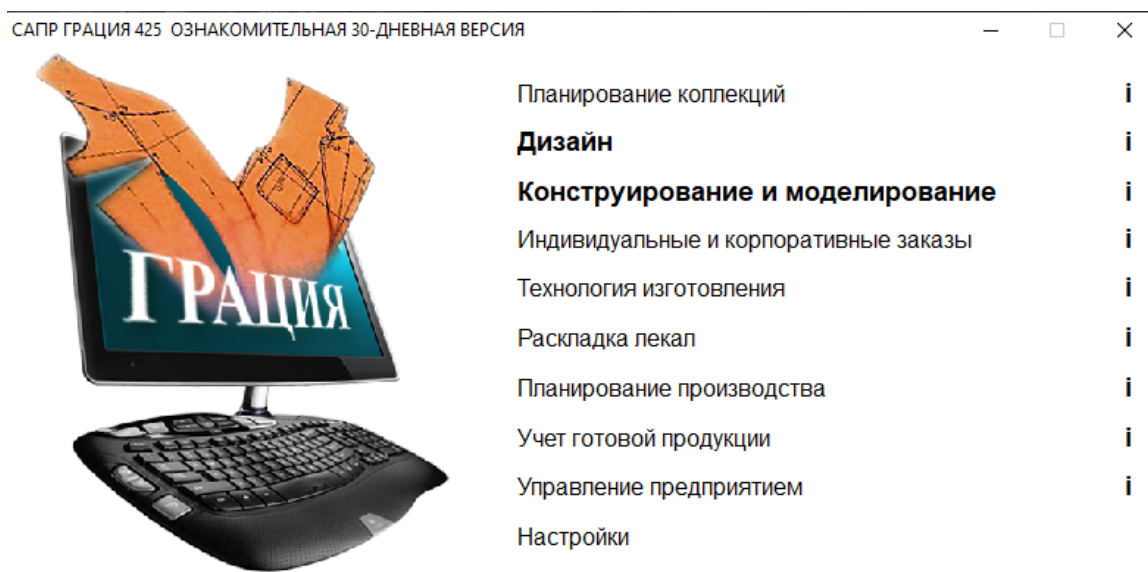 САПР ГРАЦИЯ 425 ОЗНАКОМИТЕЛЬНАЯ 30-ДНЕВНАЯ ВЕРСИЯ
ГРАЦИЯ
Планирование коллекций i
Дизайн i
Конструирование и моделирование i
Индивидуальные и корпоративные заказы i
Технология изготовления i
Раскладка лекал i
Планирование производства i
Учет готовой продукции i
Управление предприятием i
Настройки